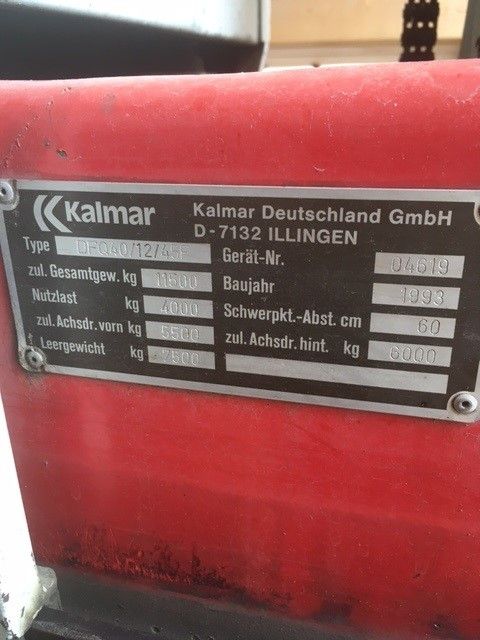 Kalmar
Kalmar Deutschland GmbH
D-7132 ILLINGEN
Type DFQ40/12/45F
Gerät-Nr. 04619
zul. Gesamtgew. kg 11500
Baujahr 1993
Nutzlast kg 4000
Schwerpkt.-Abst. cm 60
zul. Achsdr. vorn kg 5500
zul. Achsdr. hint. kg 6000
Leergewicht kg 7500